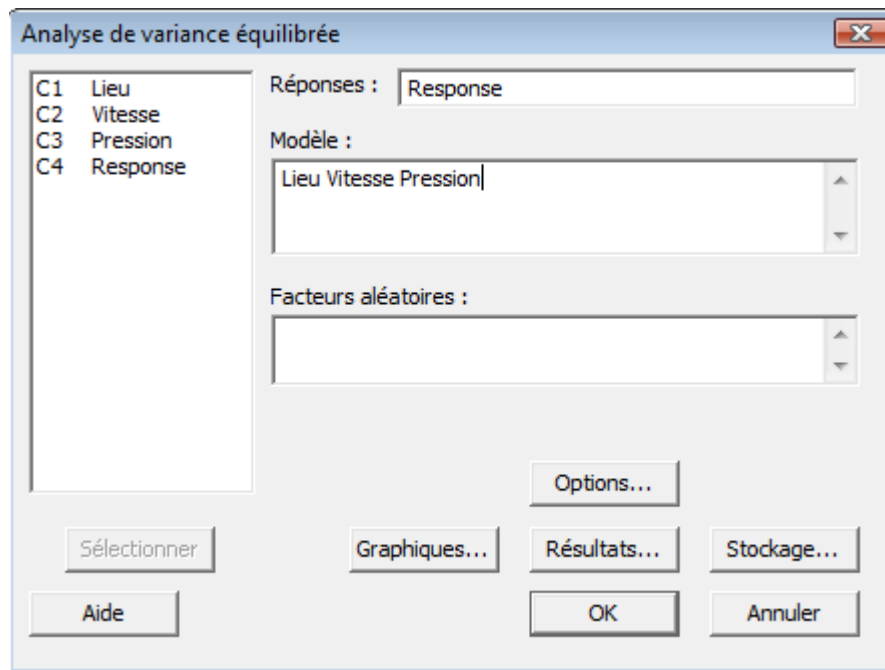 Analyse de variance équilibrée
C1 Lieu
C2 Vitesse
C3 Pression
C4 Response
Réponses : Response
Modèle :
Lieu Vitesse Pression
Facteurs aléatoires :
Options...
Sélectionner Graphiques... Résultats... Stockage...
Aide OK Annuler